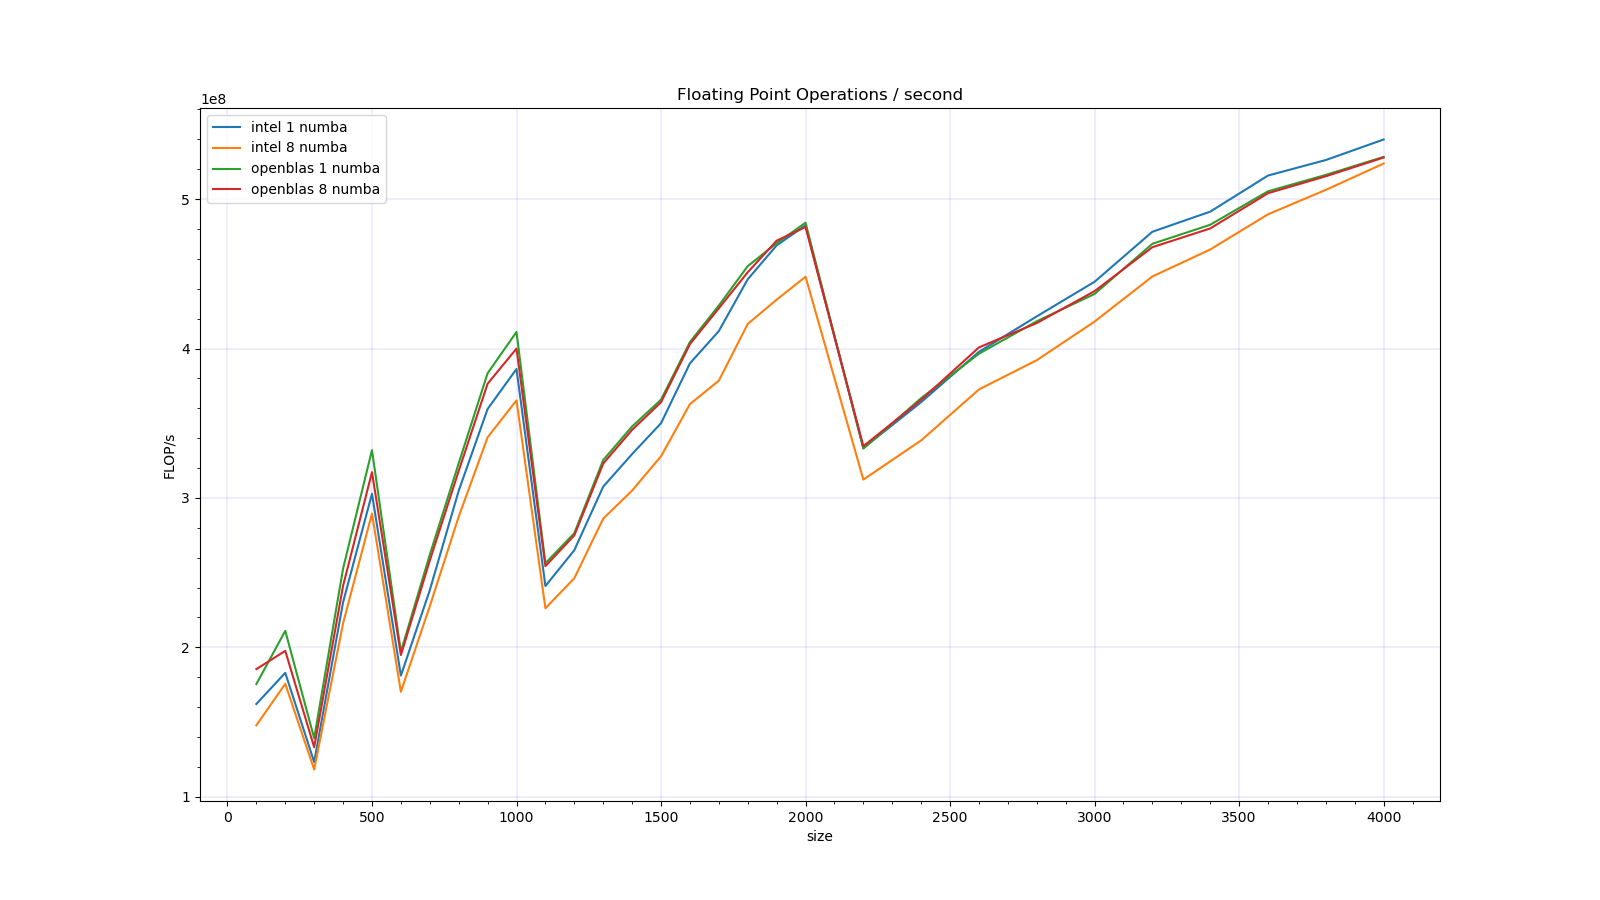 Floating Point Operations / second
1e8
intel 1 numba
intel 8 numba
openblas 1 numba
openblas 8 numba
5
4
3
2
1
FLOP/s
0 500 1000 1500 2000 2500 3000 3500 4000
size